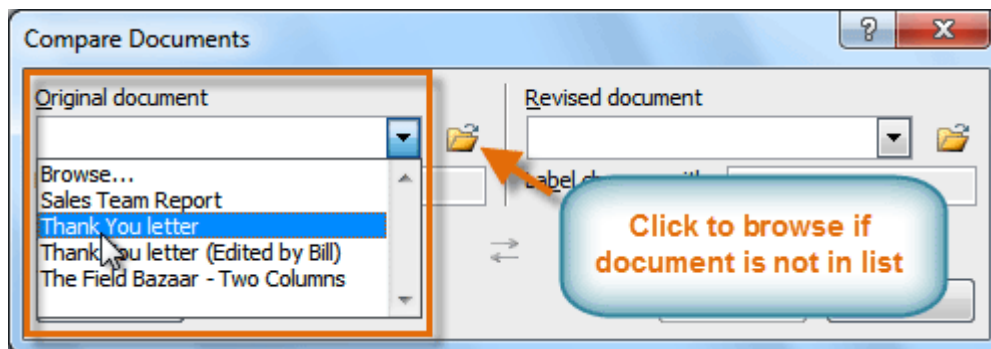 Compare Documents
Original document
Revised document
Browse...
Sales Team Report
Thank You letter
Thank You letter (Edited by Bill)
The Field Bazaar - Two Columns
Click to browse if
document is not in list